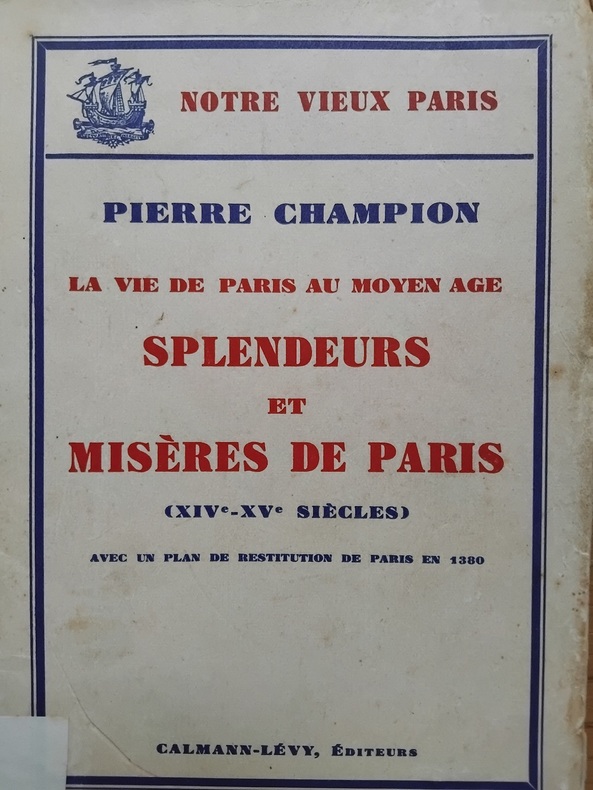 NOTRE VIEUX PARIS
PIERRE CHAMPION
LA VIE DE PARIS AU MOYEN AGE
SPLENDEURS
ET
MISÈRES DE PARIS
(XIVe-XVe SIÈCLES)
AVEC UN PLAN DE RESTITUTION DE PARIS EN 1380
CALMANN-LÉVY, ÉDITEURS